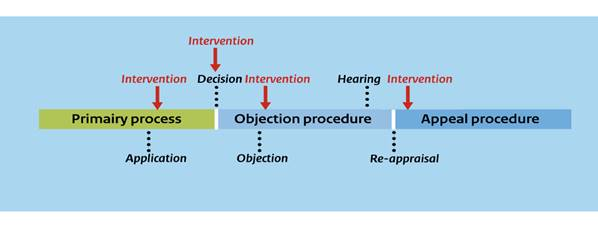 Intervention
Intervention Decision Intervention Hearing Intervention
Primairy process Objection procedure Appeal procedure
Application Objection Re-appraisal